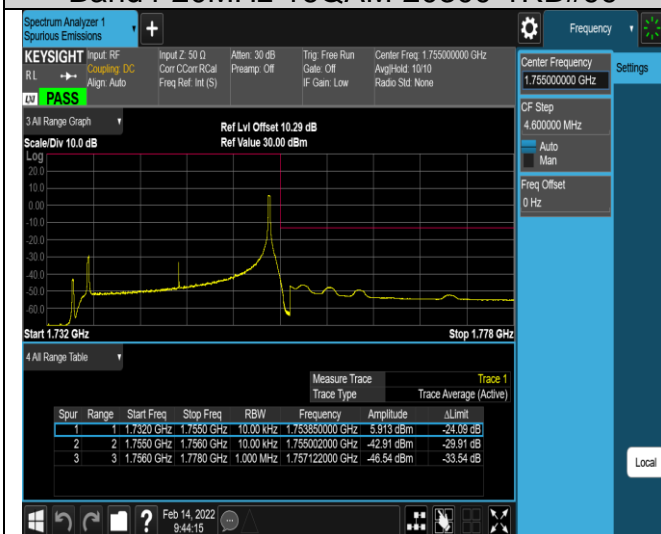 Spectrum Analyzer 1
Spurious Emissions
+
Frequency
KEYSIGHT
R L
LXI PASS
Input: RF
Coupling: DC
Align: Auto
Input Z: 50 Ω
Corr CCorr RCal
Freq Ref: Int (S)
Atten: 30 dB
Preamp: Off
Trig: Free Run
Gate: Off
IF Gain: Low
Center Freq: 1.755000000 GHz
Avg|Hold: 10/10
Radio Std: None
Center Frequency
1.755000000 GHz
Settings
CF Step
4.600000 MHz
Auto
Man
Freq Offset
0 Hz
3 All Range Graph
Scale/Div 10.0 dB
Ref Lvl Offset 10.29 dB
Ref Value 30.00 dBm
Log
20.0
10.0
0.00
-10.0
-20.0
-30.0
-40.0
-50.0
-60.0
Start 1.732 GHz
Stop 1.778 GHz
4 All Range Table
Measure Trace Trace 1
Trace Type Trace Average (Active)
Spur Range Start Freq Stop Freq RBW Frequency Amplitude ΔLimit
1 1 1.7320 GHz 1.7550 GHz 10.00 kHz 1.753850000 GHz 5.913 dBm -24.09 dB
2 2 1.7550 GHz 1.7560 GHz 10.00 kHz 1.755002000 GHz -42.91 dBm -29.91 dB
3 3 1.7560 GHz 1.7780 GHz 1.000 MHz 1.757122000 GHz -46.54 dBm -33.54 dB
Local
?
Feb 14, 2022
9:44:15